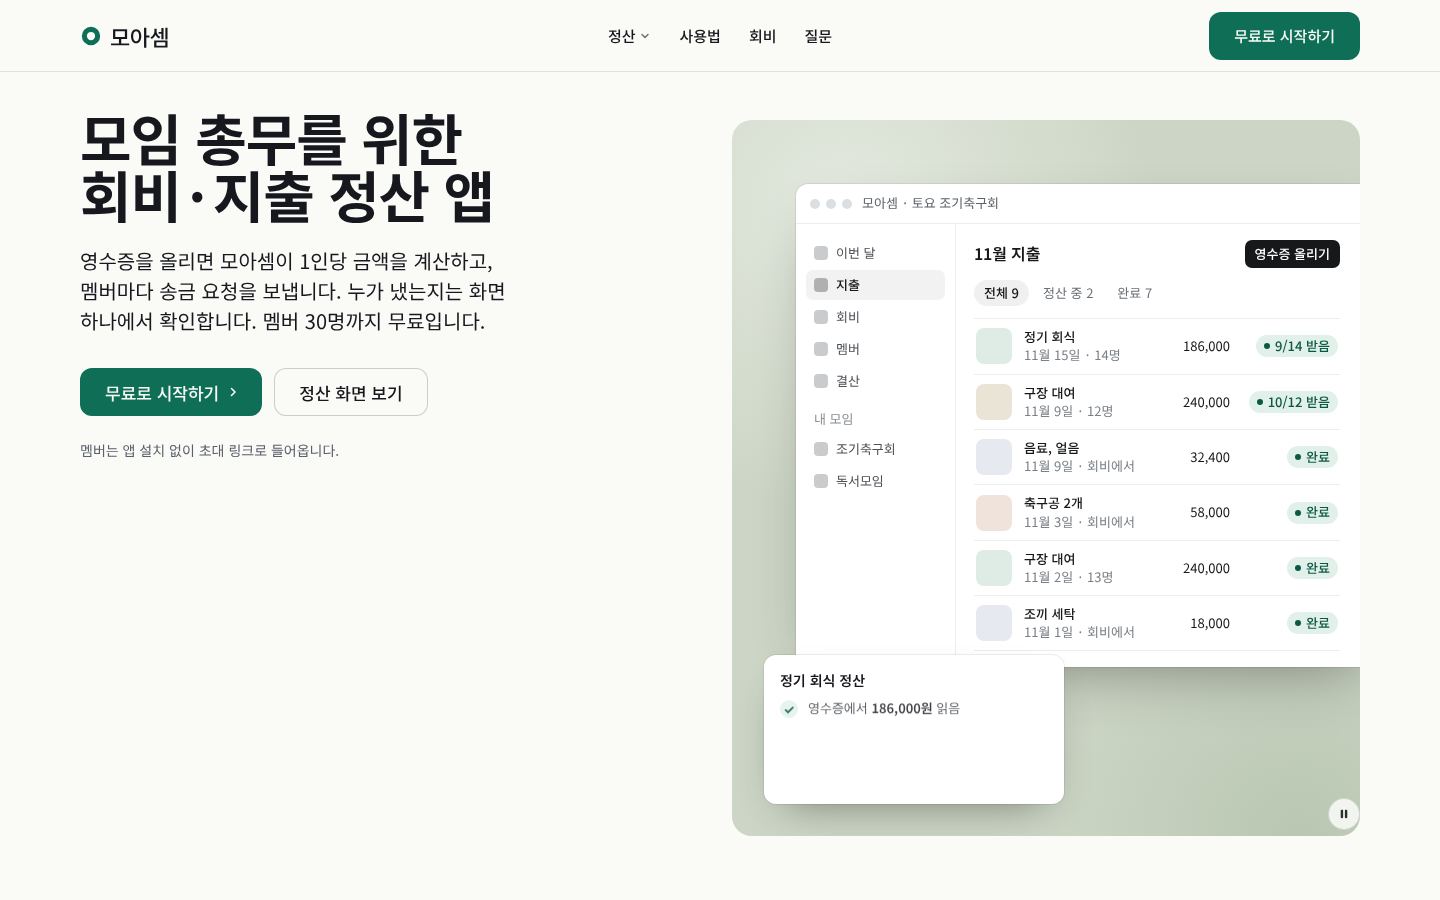 모아셈
정산
사용법
회비
질문
무료로 시작하기
모임 총무를 위한
회비·지출 정산 앱
영수증을 올리면 모아셈이 1인당 금액을 계산하고,
멤버마다 송금 요청을 보냅니다. 누가 냈는지는 화면
하나에서 확인합니다. 멤버 30명까지 무료입니다.
무료로 시작하기
정산 화면 보기
멤버는 앱 설치 없이 초대 링크로 들어옵니다.
모아셈 · 토요 조기축구회
이번 달
지출
회비
멤버
결산
내 모임
조기축구회
독서모임
11월 지출
영수증 올리기
전체 9
정산 중 2
완료 7
정기 회식
11월 15일 · 14명
186,000
9/14 받음
구장 대여
11월 9일 · 12명
240,000
10/12 받음
음료, 얼음
11월 9일 · 회비에서
32,400
완료
축구공 2개
11월 3일 · 회비에서
58,000
완료
구장 대여
11월 2일 · 13명
240,000
완료
조끼 세탁
11월 1일 · 회비에서
18,000
완료
정기 회식 정산
영수증에서 186,000원 읽음